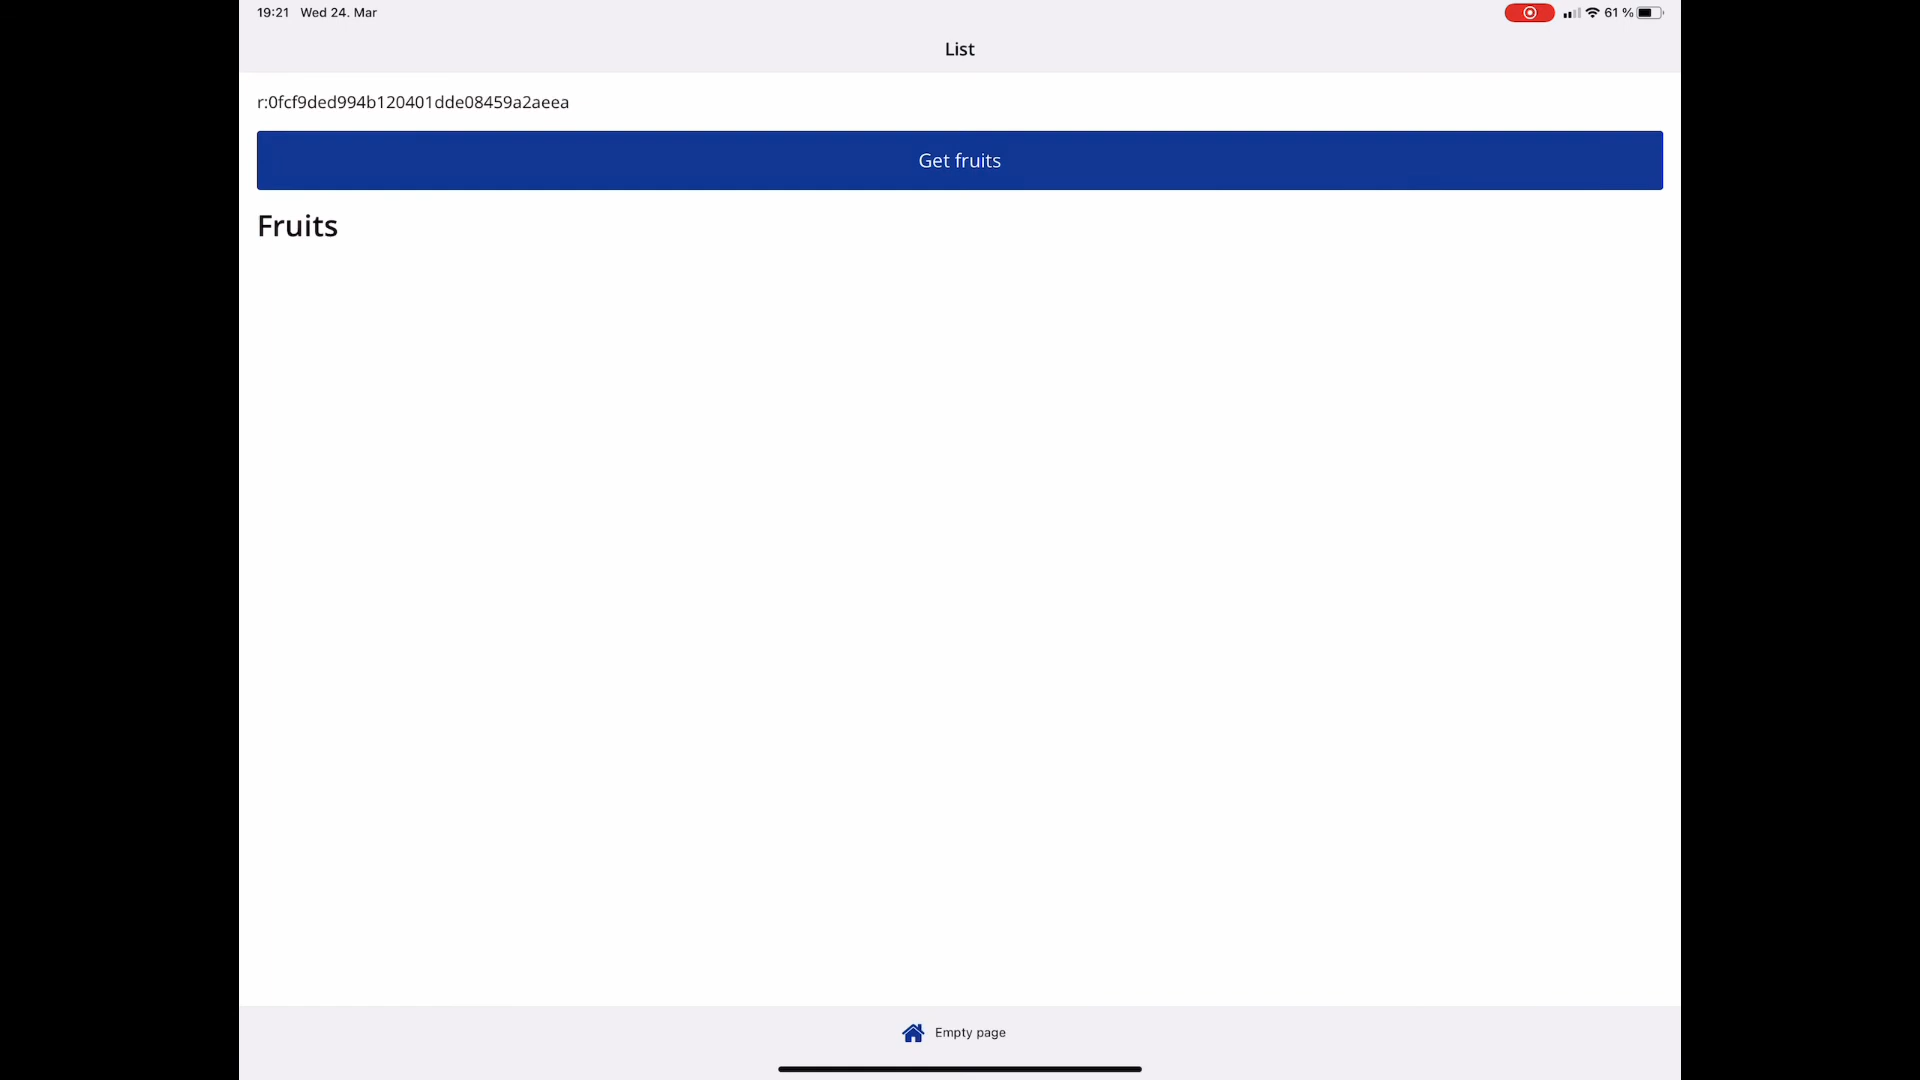 19:21 Wed 24. Mar
61 %
List
r:0fcf9ded994b120401dde08459a2aeea
Get fruits
Fruits
Empty page